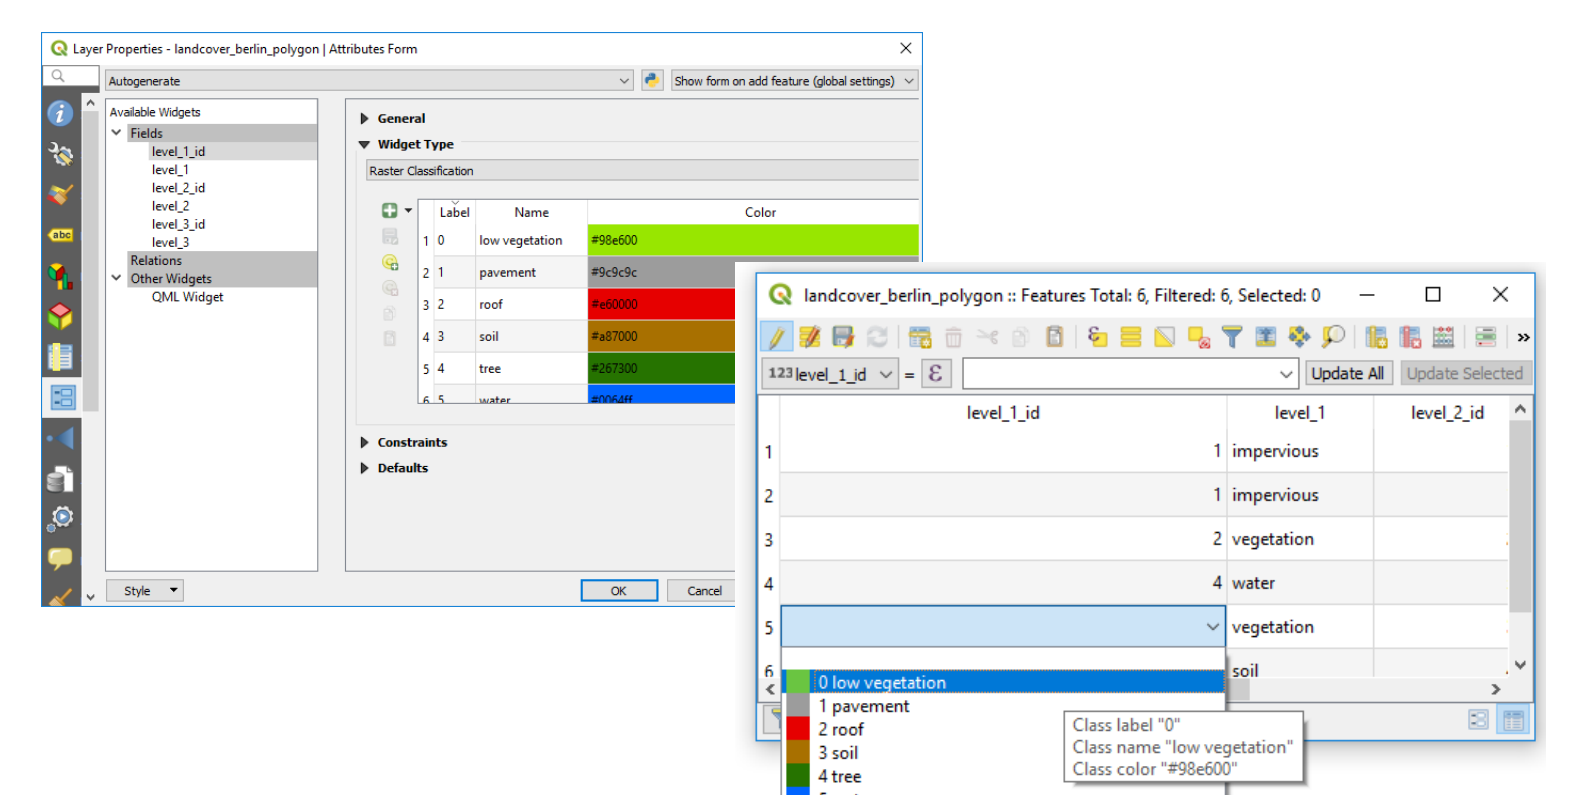 Layer Properties - landcover_berlin_polygon | Attributes Form
Autogenerate
Show form on add feature (global settings)
Available Widgets
Fields
level_1_id
level_1
level_2_id
level_2
level_3_id
level_3
Relations
Other Widgets
QML Widget
abc
General
Widget Type
Raster Classification
Label Name Color
1 0 low vegetation #98e600
2 1 pavement #9c9c9c
3 2 roof #e60000
4 3 soil #a87000
5 4 tree #267300
6 5 water #0064ff
Constraints
Defaults
Style
OK
Cancel
landcover_berlin_polygon :: Features Total: 6, Filtered: 6, Selected: 0
»
123 level_1_id = ε Update All Update Selected
level_1_id level_1 level_2_id
1 1 impervious
2 1 impervious
3 2 vegetation
4 4 water
5 vegetation
6 soil
0 low vegetation
1 pavement
2 roof
3 soil
4 tree
Class label "0"
Class name "low vegetation"
Class color "#98e600"